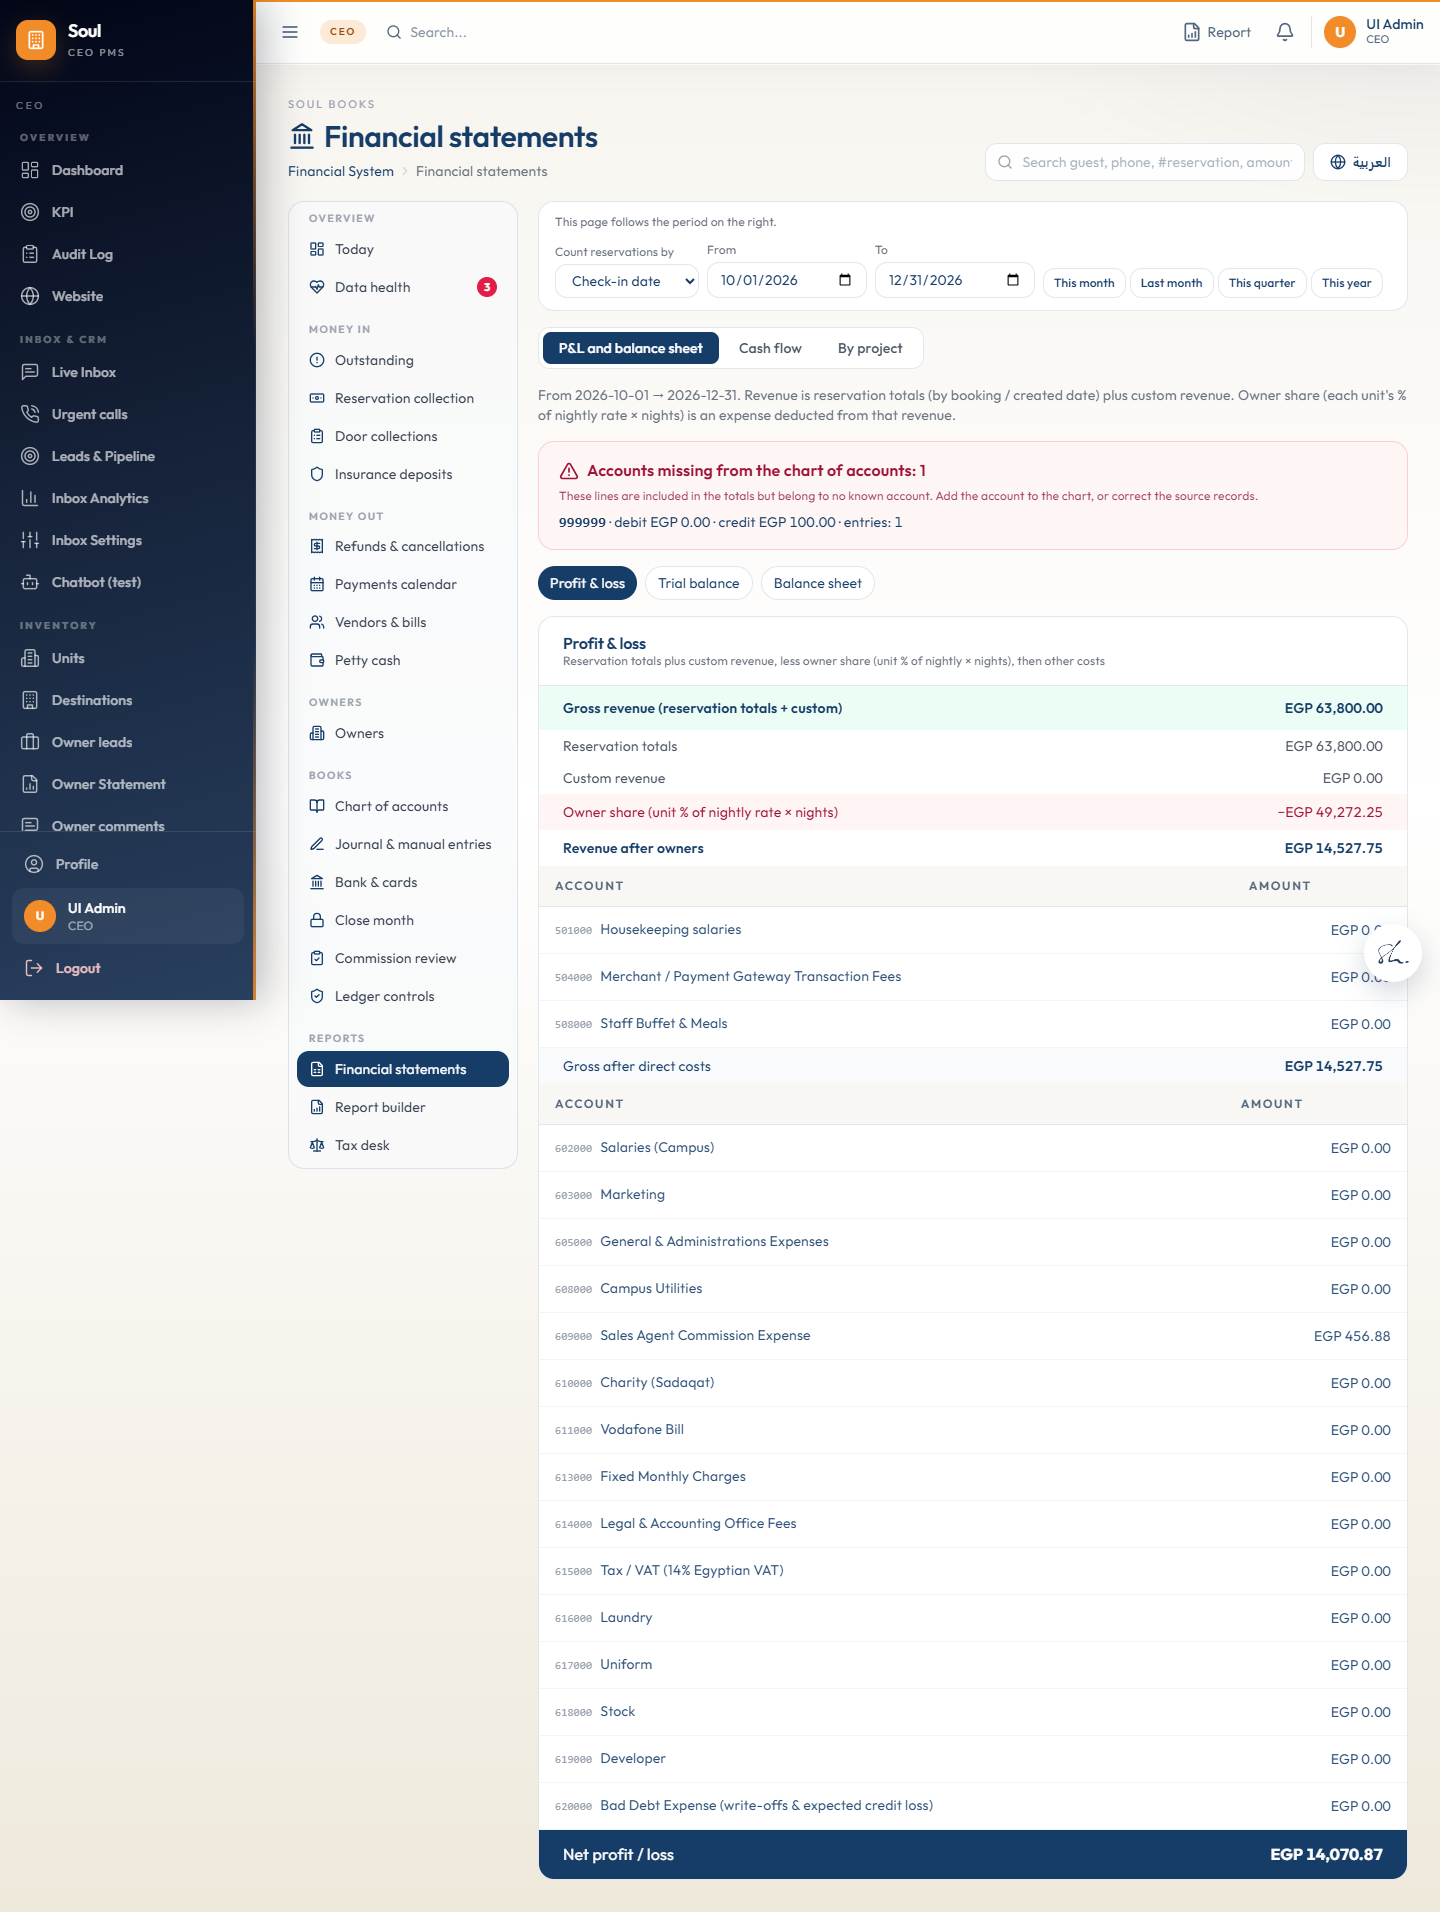 Soul
CEO PMS
CEO
OVERVIEW
Dashboard
KPI
Audit Log
Website
INBOX & CRM
Live Inbox
Urgent calls
Leads & Pipeline
Inbox Analytics
Inbox Settings
Chatbot (test)
INVENTORY
Units
Destinations
Owner leads
Owner Statement
Owner comments
Profile
U
UI Admin
CEO
Logout
CEO
Search...
Report
U
UI Admin
CEO
SOUL BOOKS
Financial statements
Financial System > Financial statements
Search guest, phone, #reservation, amoun
العربية
OVERVIEW
Today
Data health 3
MONEY IN
Outstanding
Reservation collection
Door collections
Insurance deposits
MONEY OUT
Refunds & cancellations
Payments calendar
Vendors & bills
Petty cash
OWNERS
Owners
BOOKS
Chart of accounts
Journal & manual entries
Bank & cards
Close month
Commission review
Ledger controls
REPORTS
Financial statements
Report builder
Tax desk
This page follows the period on the right.
Count reservations by From To
Check-in date 10/01/2026 12/31/2026 This month Last month This quarter This year
P&L and balance sheet Cash flow By project
From 2026-10-01 → 2026-12-31. Revenue is reservation totals (by booking / created date) plus custom revenue. Owner share (each unit's %
of nightly rate × nights) is an expense deducted from that revenue.
Accounts missing from the chart of accounts: 1
These lines are included in the totals but belong to no known account. Add the account to the chart, or correct the source records.
999999 · debit EGP 0.00 · credit EGP 100.00 · entries: 1
Profit & loss Trial balance Balance sheet
Profit & loss
Reservation totals plus custom revenue, less owner share (unit % of nightly × nights), then other costs
Gross revenue (reservation totals + custom) EGP 63,800.00
Reservation totals EGP 63,800.00
Custom revenue EGP 0.00
Owner share (unit % of nightly rate × nights) −EGP 49,272.25
Revenue after owners EGP 14,527.75
ACCOUNT AMOUNT
501000 Housekeeping salaries EGP
504000 Merchant / Payment Gateway Transaction Fees EGP
508000 Staff Buffet & Meals EGP 0.00
Gross after direct costs EGP 14,527.75
ACCOUNT AMOUNT
602000 Salaries (Campus) EGP 0.00
603000 Marketing EGP 0.00
605000 General & Administrations Expenses EGP 0.00
608000 Campus Utilities EGP 0.00
609000 Sales Agent Commission Expense EGP 456.88
610000 Charity (Sadaqat) EGP 0.00
611000 Vodafone Bill EGP 0.00
613000 Fixed Monthly Charges EGP 0.00
614000 Legal & Accounting Office Fees EGP 0.00
615000 Tax / VAT (14% Egyptian VAT) EGP 0.00
616000 Laundry EGP 0.00
617000 Uniform EGP 0.00
618000 Stock EGP 0.00
619000 Developer EGP 0.00
620000 Bad Debt Expense (write-offs & expected credit loss) EGP 0.00
Net profit / loss EGP 14,070.87